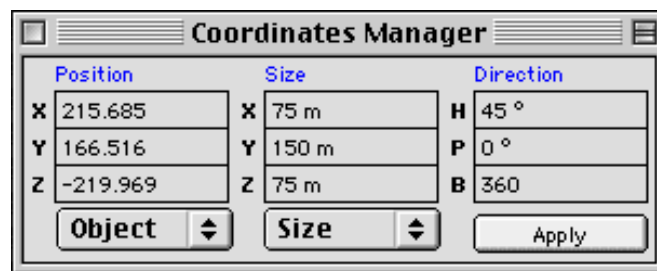 Coordinates Manager
Position Size Direction
X 215.685 X 75 m H 45 °
Y 166.516 Y 150 m P 0 °
Z -219.969 Z 75 m B 360
Object Size Apply